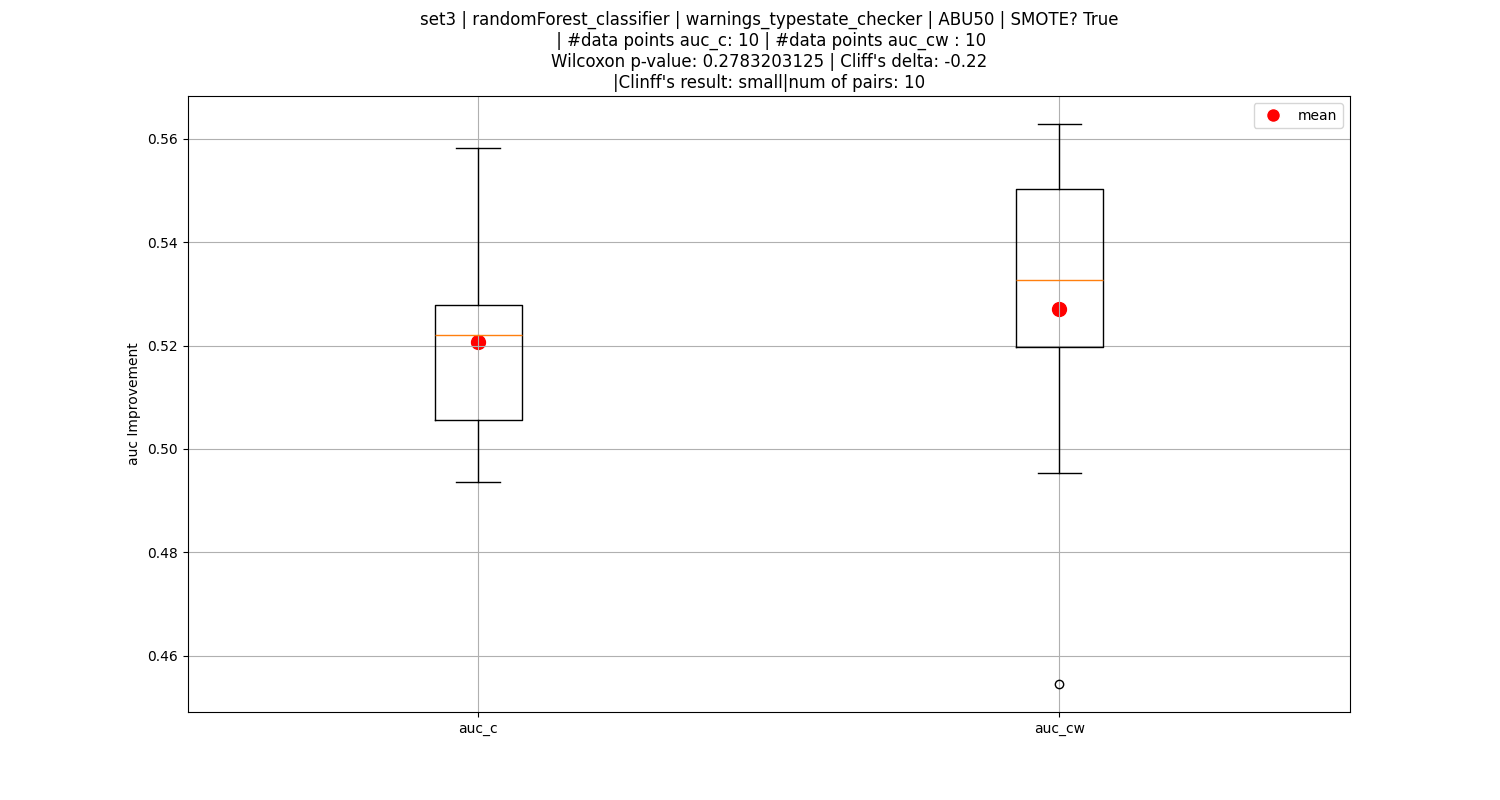 set3 | randomForest_classifier | warnings_typestate_checker | ABU50 | SMOTE? True
| #data points auc_c: 10 | #data points auc_cw : 10
Wilcoxon p-value: 0.2783203125 | Cliff's delta: -0.22
|Clinff's result: small|num of pairs: 10
mean
0.56
0.54
0.52
0.50
0.48
0.46
auc Improvement
auc_c
auc_cw